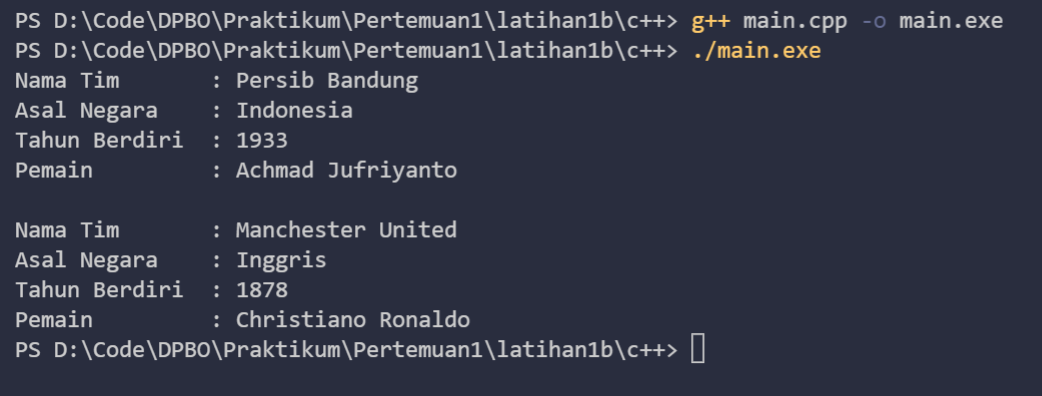 PS D:\Code\DPBO\Praktikum\Pertemuan1\latihan1b\c++> g++ main.cpp -o main.exe
PS D:\Code\DPBO\Praktikum\Pertemuan1\latihan1b\c++> ./main.exe
Nama Tim       : Persib Bandung
Asal Negara    : Indonesia
Tahun Berdiri  : 1933
Pemain         : Achmad Jufriyanto

Nama Tim       : Manchester United
Asal Negara    : Inggris
Tahun Berdiri  : 1878
Pemain         : Christiano Ronaldo
PS D:\Code\DPBO\Praktikum\Pertemuan1\latihan1b\c++>